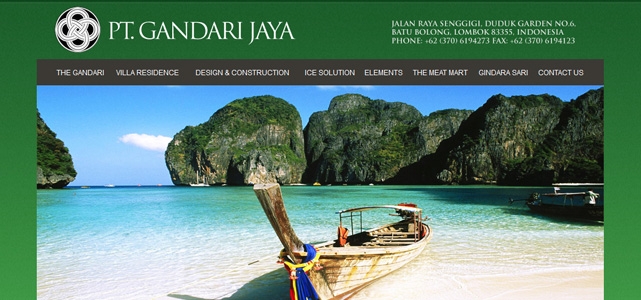 PT. GANDARI JAYA
JALAN RAYA SENGGIGI, DUDUK GARDEN NO.6,
BATU BOLONG, LOMBOK 83355, INDONESIA
PHONE: +62 (370) 6194273 FAX: +62 (370) 6194123
THE GANDARI VILLA RESIDENCE DESIGN & CONSTRUCTION ICE SOLUTION ELEMENTS THE MEAT MART GINDARA SARI CONTACT US